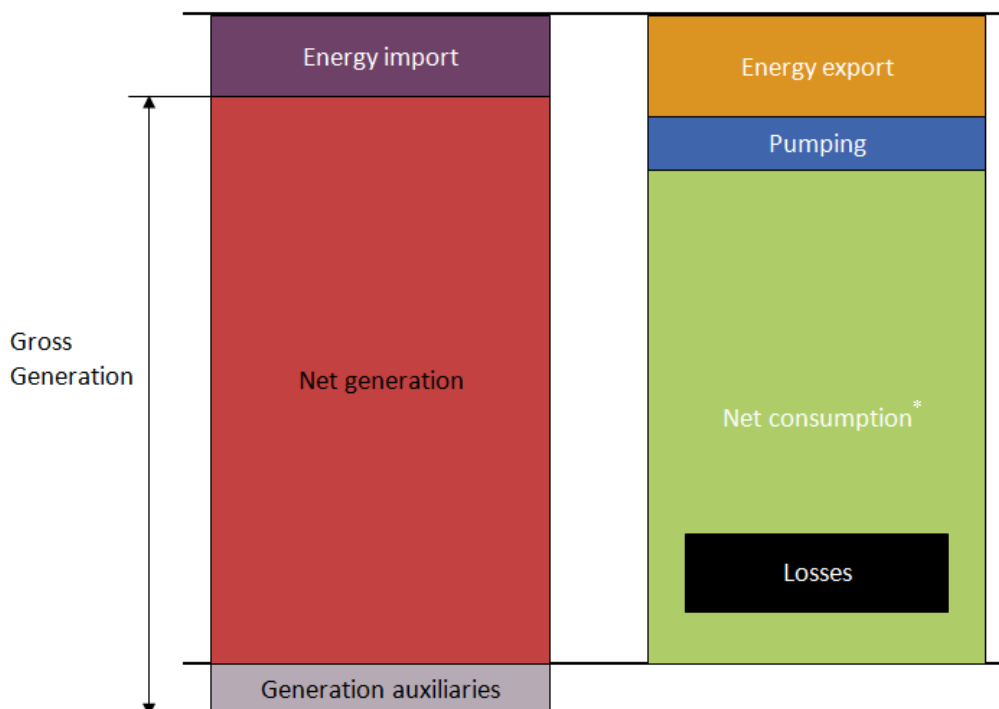 Energy import
Energy export
Pumping
Gross
Generation
Net generation
Net consumption*
Losses
Generation auxiliaries